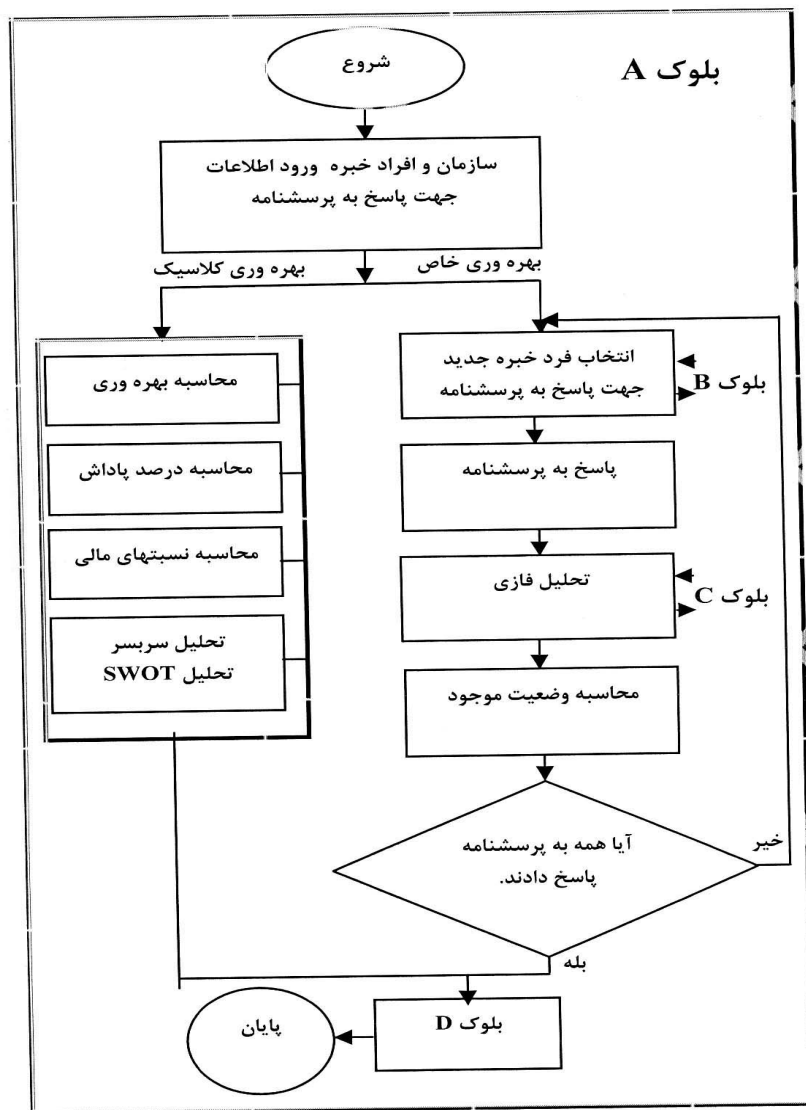 بلوک A
شروع
سازمان و افراد خبره ورود اطلاعات
جهت پاسخ به پرسشنامه
بهره وری خاص
بهره وری کلاسیک
انتخاب فرد خبره جدید
جهت پاسخ به پرسشنامه
بلوک B
پاسخ به پرسشنامه
تحلیل فازی
بلوک C
محاسبه وضعیت موجود
آیا همه به پرسشنامه
پاسخ دادند.
خیر
بله
محاسبه بهره وری
محاسبه درصد پاداش
محاسبه نسبتهای مالی
تحلیل سربسر
تحلیل SWOT
بلوک D
پایان